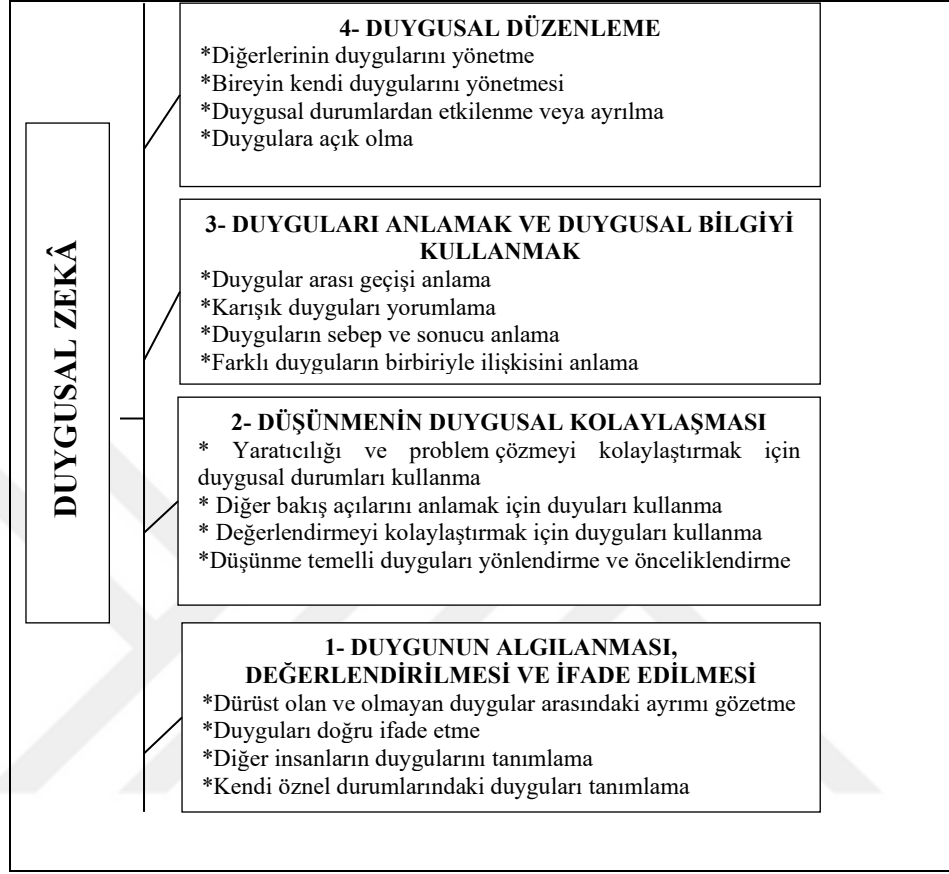 DUYGUSAL ZEKÂ
4- DUYGUSAL DÜZENLEME
*Diğerlerinin duygularını yönetme
*Bireyin kendi duygularını yönetmesi
*Duygusal durumlardan etkilenme veya ayrılma
*Duygulara açık olma
3- DUYGULARI ANLAMAK VE DUYGUSAL BİLGİYİ
KULLANMAK
*Duygular arası geçişi anlama
*Karışık duyguları yorumlama
*Duyguların sebep ve sonucu anlama
*Farklı duyguların birbiriyle ilişkisini anlama
2- DÜŞÜNMENİN DUYGUSAL KOLAYLAŞMASI
* Yaratıcılığı ve problem çözmeyi kolaylaştırmak için
duygusal durumları kullanma
* Diğer bakış açılarını anlamak için duyuları kullanma
* Değerlendirmeyi kolaylaştırmak için duyguları kullanma
*Düşünme temelli duyguları yönlendirme ve önceliklendirme
1- DUYGUNUN ALGILANMASI,
DEĞERLENDİRİLMESİ VE İFADE EDİLMESİ
*Dürüst olan ve olmayan duygular arasındaki ayrımı gözetme
*Duyguları doğru ifade etme
*Diğer insanların duygularını tanımlama
*Kendi öznel durumlarındaki duyguları tanımlama